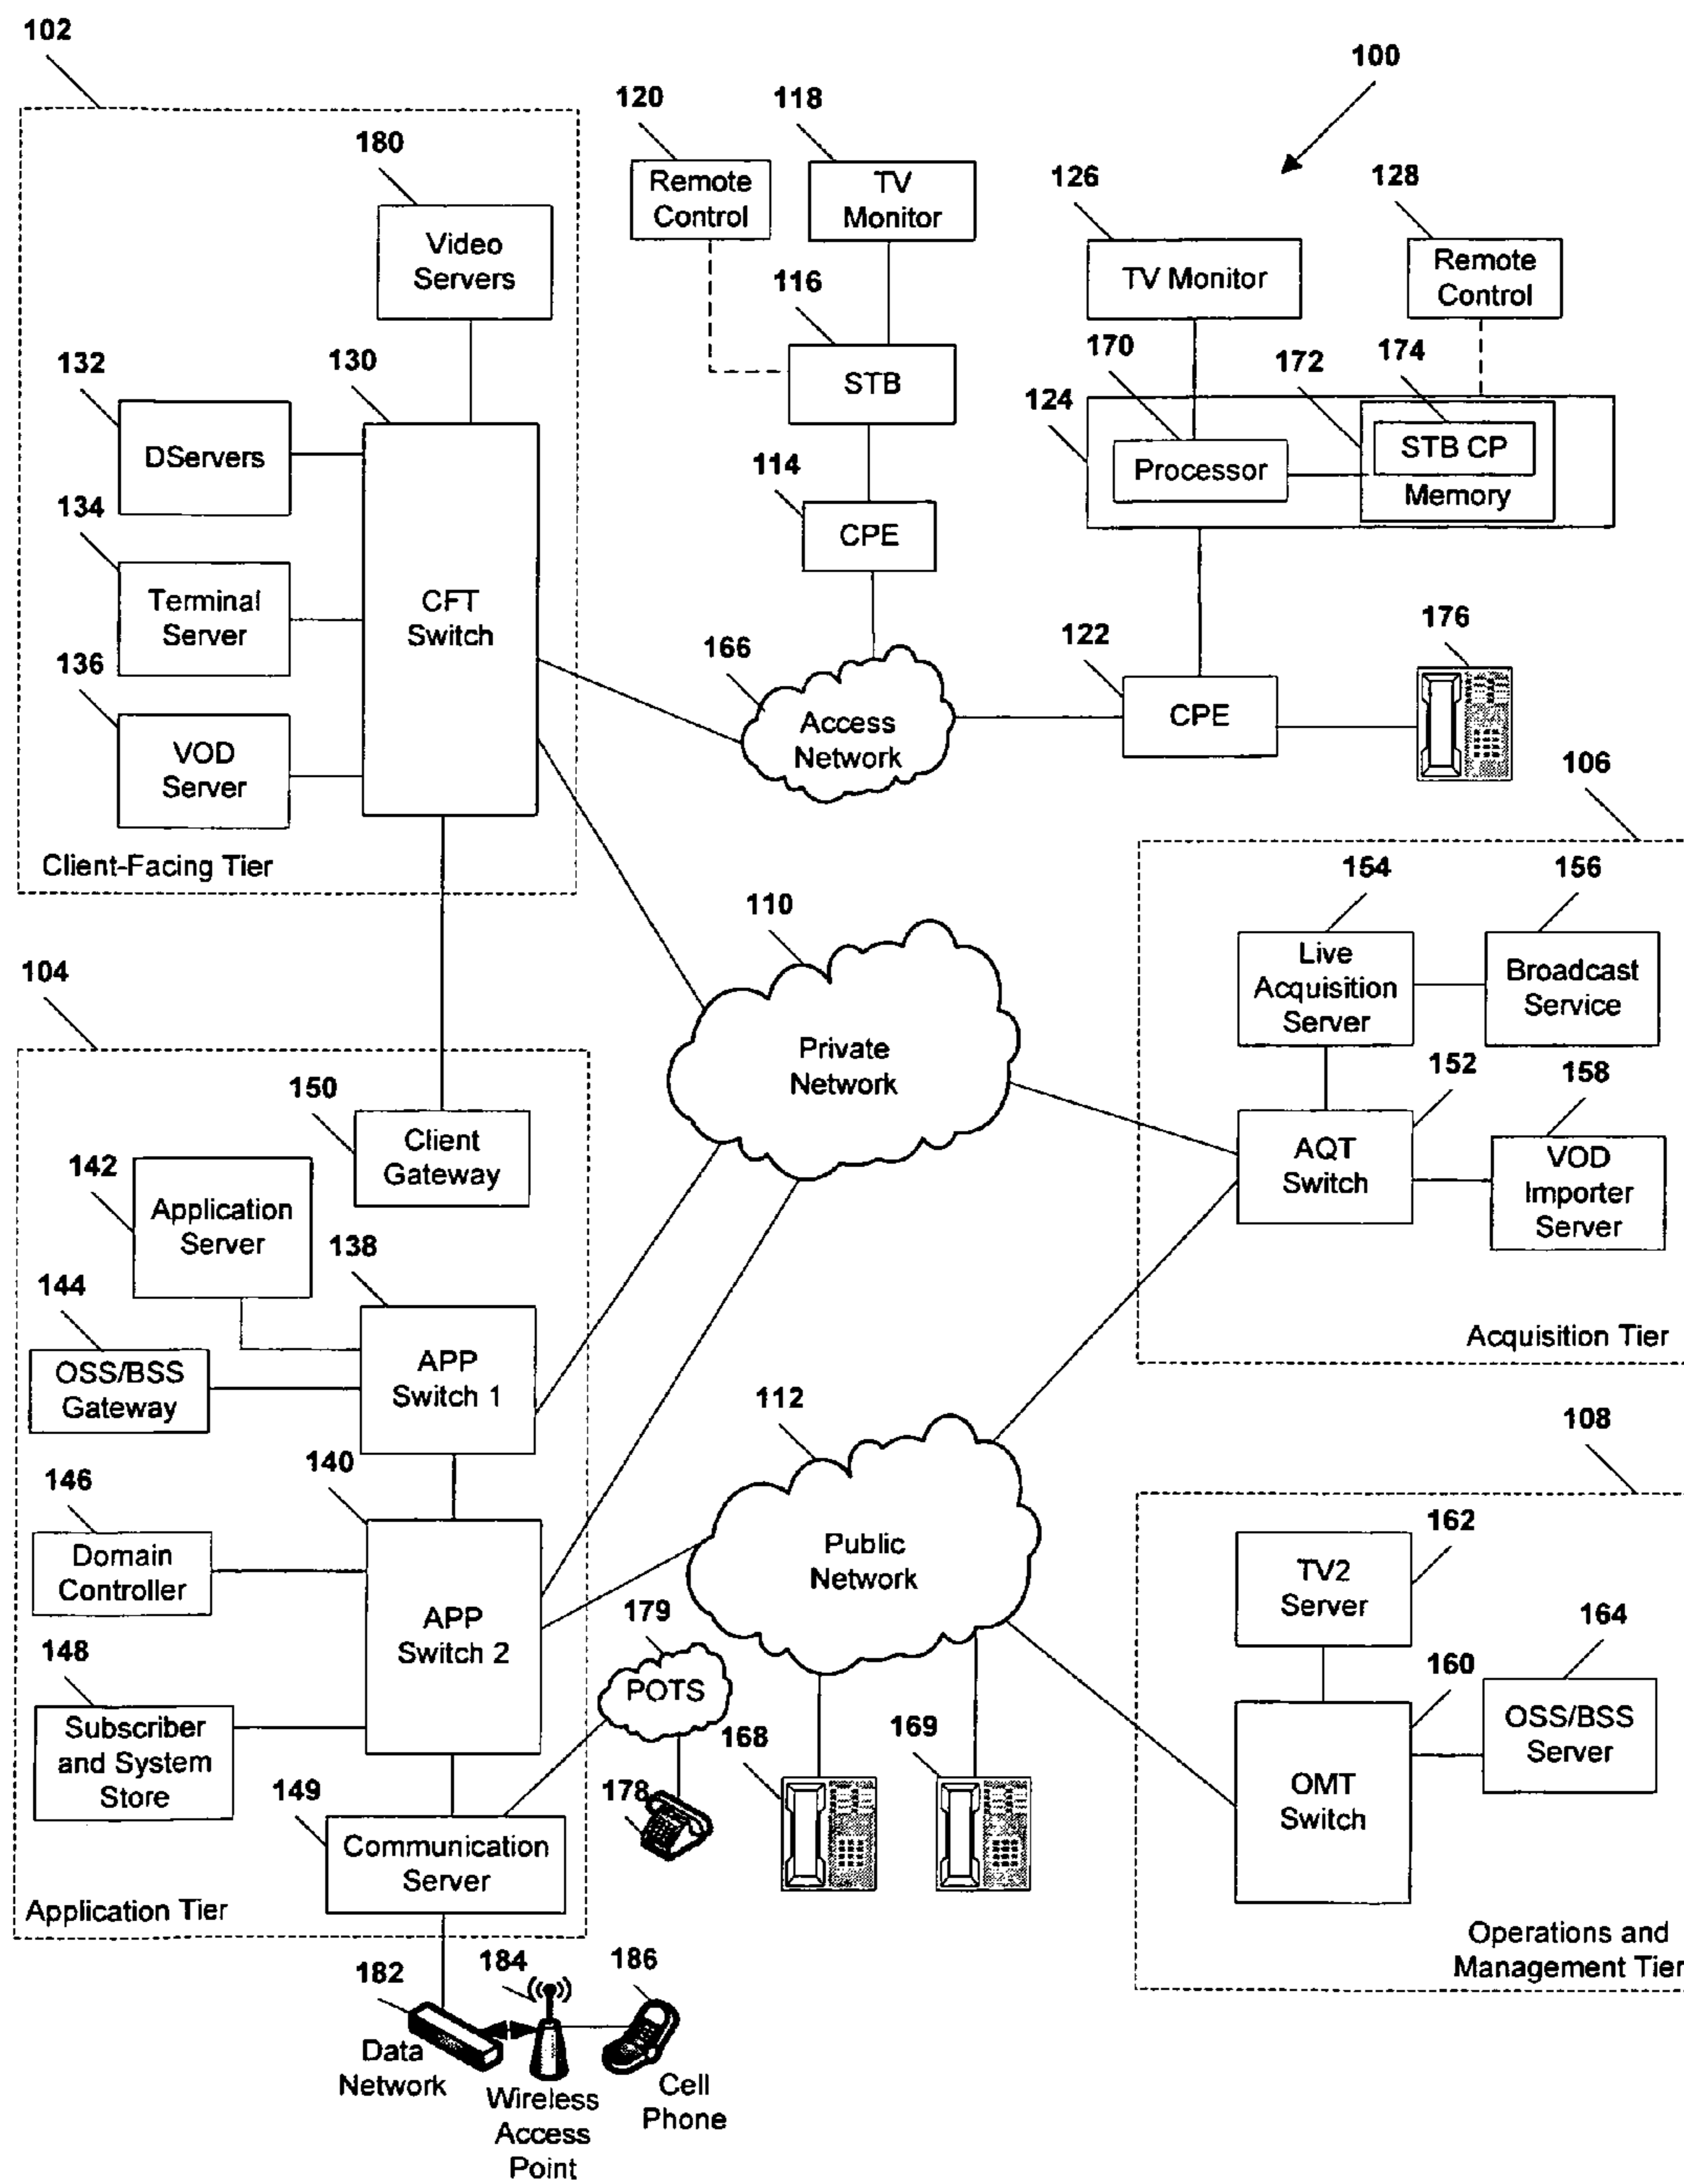 102
100
120
118
180
126
128
Remote
Control
TV
Monitor
Video
Servers
TV Monitor
Remote
Control
116
132
130
170
172
174
STB
124
DServers
STB CP
Processor
Memory
114
134
CPE
Terminal
Server
CFT
Switch
176
136
166
122
CPE
Access
Network
VOD
Server
106
Client-Facing Tier
154
156
110
104
Live
Acquisition
Server
Broadcast
Service
Private
Network
150
152
158
Client
Gateway
142
AQT
Switch
VOD
Importer
Server
Application
Server
138
144
Acquisition Tier
OSS/BSS
Gateway
APP
Switch 1
112
108
146
140
162
Domain
Controller
Public
Network
TV2
Server
APP
Switch 2
179
164
148
160
POTS
Subscriber
and System
Store
168
169
OSS/BSS
Server
149
178
OMT
Switch
Communication
Server
Application Tier
Operations and
Management Tier
182
184
186
Data
Network
Wireless
Access
Point
Cell
Phone